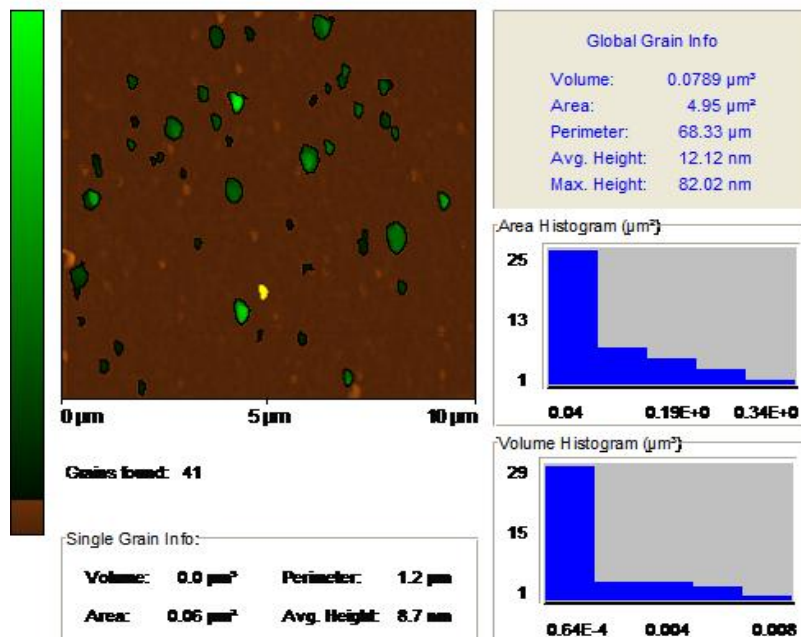 Global Grain Info
Volume: 0.0789 µm³
Area: 4.95 µm²
Perimeter: 68.33 µm
Avg. Height: 12.12 nm
Max. Height: 82.02 nm
Area Histogram (µm²)
25
13
1
0.04 0.19E+0 0.34E+0
0 µm 5 µm 10 µm
Grains found: 41
Volume Histogram (µm³)
29
15
1
0.64E-4 0.004 0.008
Single Grain Info:
Volume: 0.0 µm³ Perimeter: 1.2 µm
Area: 0.06 µm² Avg. Height: 8.7 nm